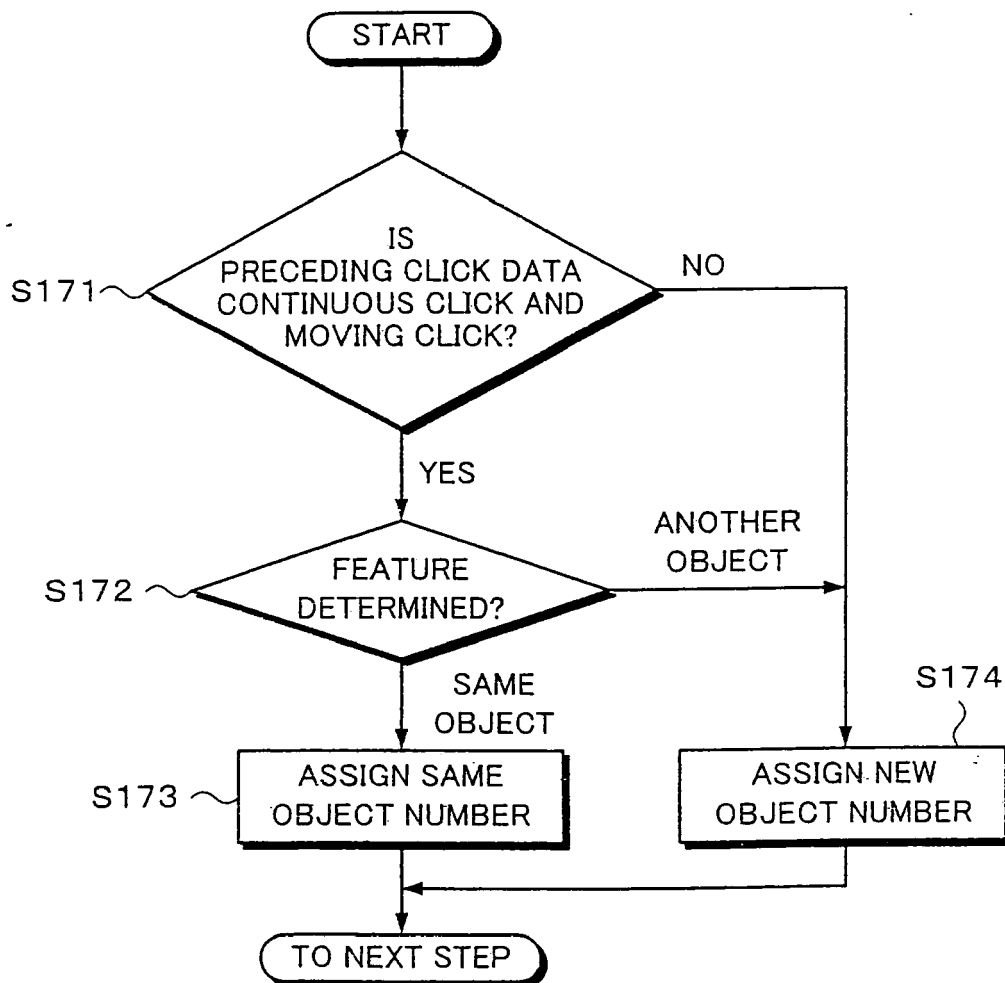 START
IS
PRECEDING CLICK DATA
CONTINUOUS CLICK AND
MOVING CLICK?
S171
NO
YES
FEATURE
DETERMINED?
S172
ANOTHER
OBJECT
SAME
OBJECT
S174
ASSIGN SAME
OBJECT NUMBER
S173
ASSIGN NEW
OBJECT NUMBER
TO NEXT STEP